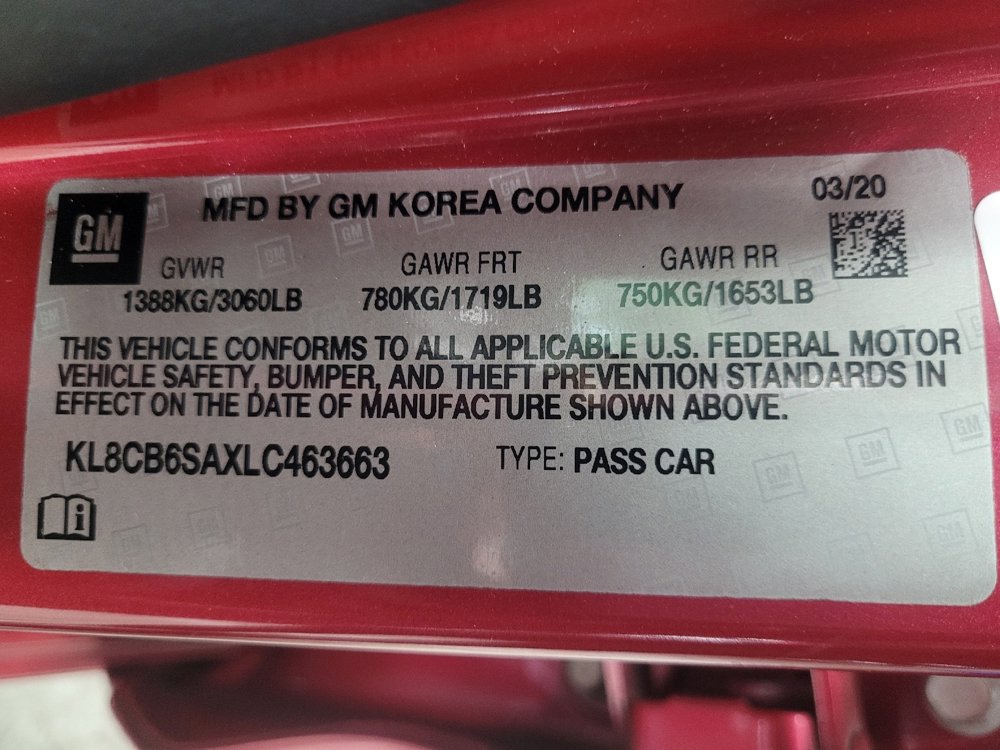 GM
MFD BY GM KOREA COMPANY
03/20
GVWR GAWR FRT GAWR RR
1388KG/3060LB 780KG/1719LB 750KG/1653LB
THIS VEHICLE CONFORMS TO ALL APPLICABLE U.S. FEDERAL MOTOR
VEHICLE SAFETY, BUMPER, AND THEFT PREVENTION STANDARDS IN
EFFECT ON THE DATE OF MANUFACTURE SHOWN ABOVE.
KL8CB6SAXLC463663 TYPE: PASS CAR